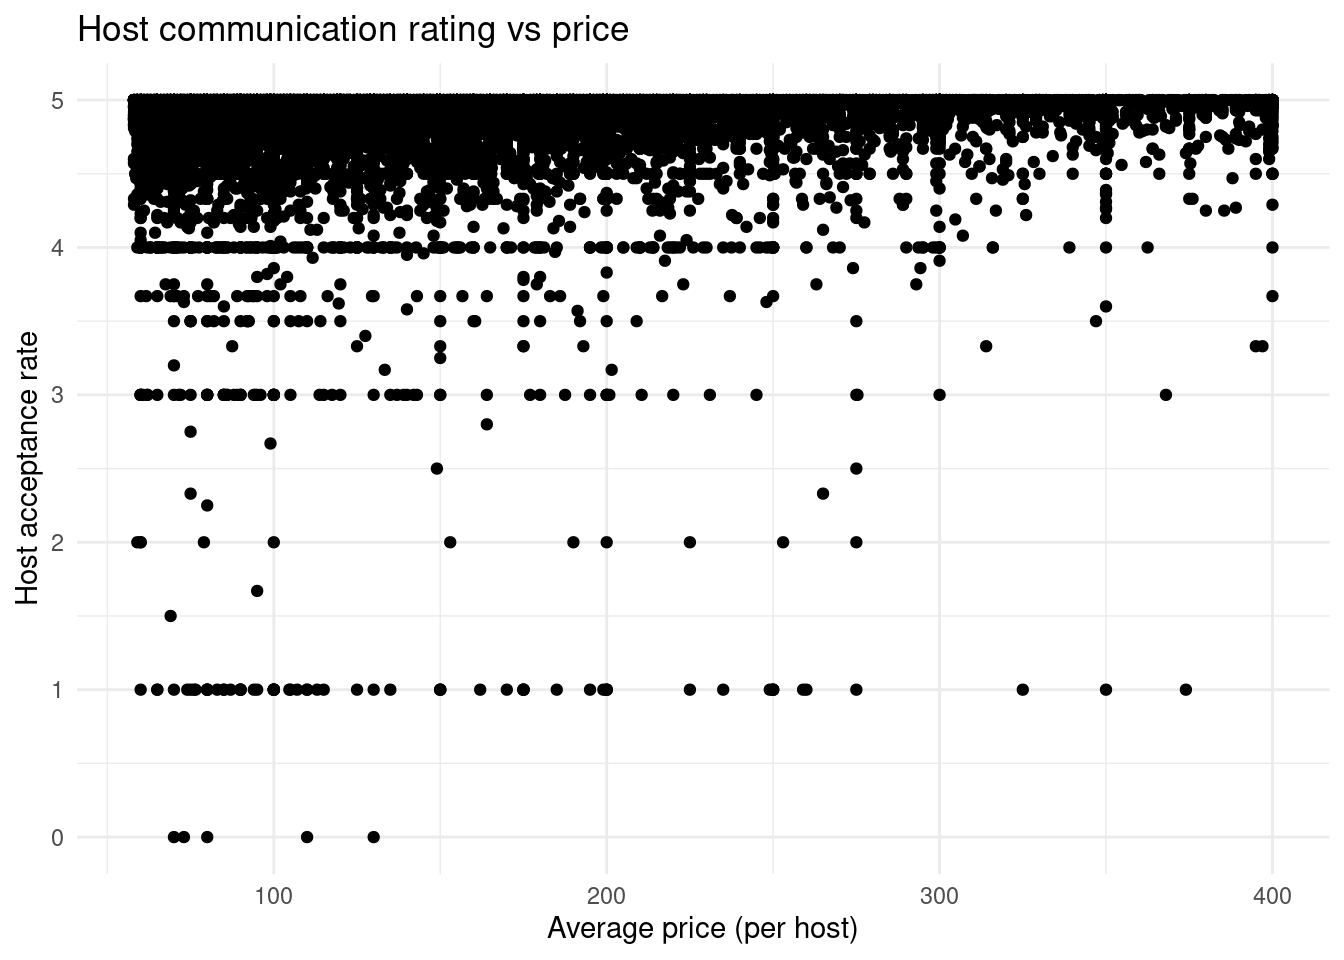 Host communication rating vs price
5
4
3
2
1
0
Host acceptance rate
100 200 300 400
Average price (per host)